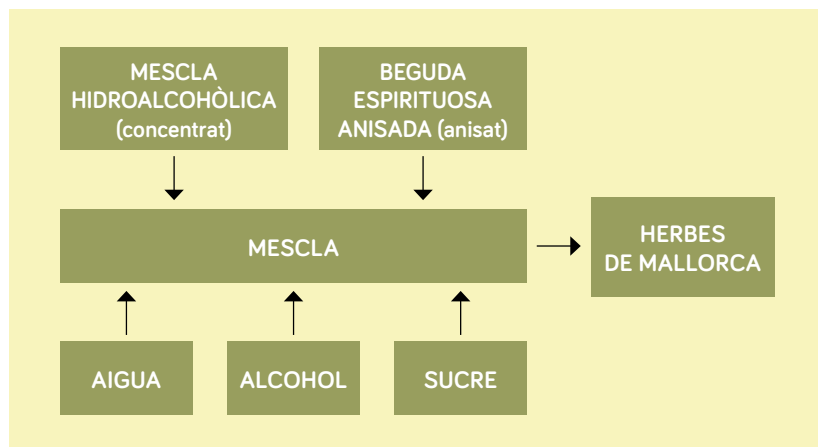 MESCLA
HIDROALCOHÒLICA
(concentrat)
BEGUDA
ESPIRITUOSA
ANISADA (anisat)
MESCLA
HERBES
DE MALLORCA
AIGUA
ALCOHOL
SUCRE